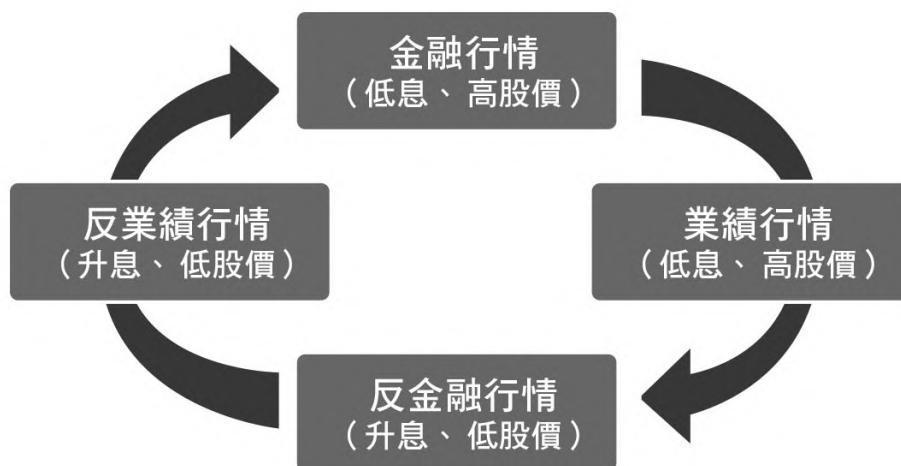 金融行情
（低息、高股價）
業績行情
（低息、高股價）
反金融行情
（升息、低股價）
反業績行情
（升息、低股價）